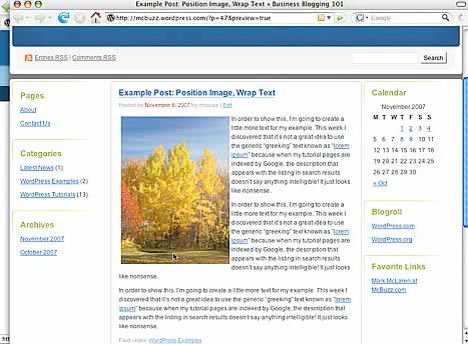 Example Post: Position Image, Wrap Text « Business Blogging 101
http://mcbuzz.wordpress.com/?p=47&preview=true
Google
Entries RSS | Comments RSS
Search
Pages
About
Contact Us
Categories
Latest News (1)
WordPress Examples (2)
WordPress Tutorials (13)
Archives
November 2007
October 2007
Example Post: Position Image, Wrap Text
Posted on November 6, 2007 by mcbuzz | Edit
In order to show this, I'm going to create a
little more text for my example. This week I
discovered that it's not a great idea to use
the generic "greeking" text known as "lorem
ipsum" because when my tutorial pages are
indexed by Google, the description that
appears with the listing in search results
doesn't say anything intelligible! It just looks
like nonsense.
In order to show this, I'm going to create a
little more text for my example. This week I
discovered that it's not a great idea to use
the generic "greeking" text known as "lorem
ipsum" because when my tutorial pages are
indexed by Google, the description that
appears with the listing in search results
doesn't say anything intelligible! It just looks
like nonsense.
In order to show this, I'm going to create a little more text for my example. This week I
discovered that it's not a great idea to use the generic "greeking" text known as "lorem
ipsum" because when my tutorial pages are indexed by Google, the description that
appears with the listing in search results doesn't say anything intelligible! It just looks
like nonsense.
Filed under: WordPress Examples
Calendar
November 2007
M T W T F S S
1 2 3 4
5 6 7 8 9 10 11
12 13 14 15 16 17 18
19 20 21 22 23 24 25
26 27 28 29 30
« Oct
Blogroll
WordPress.com
WordPress.org
Favorite Links
Mark McLaren at
McBuzz.com